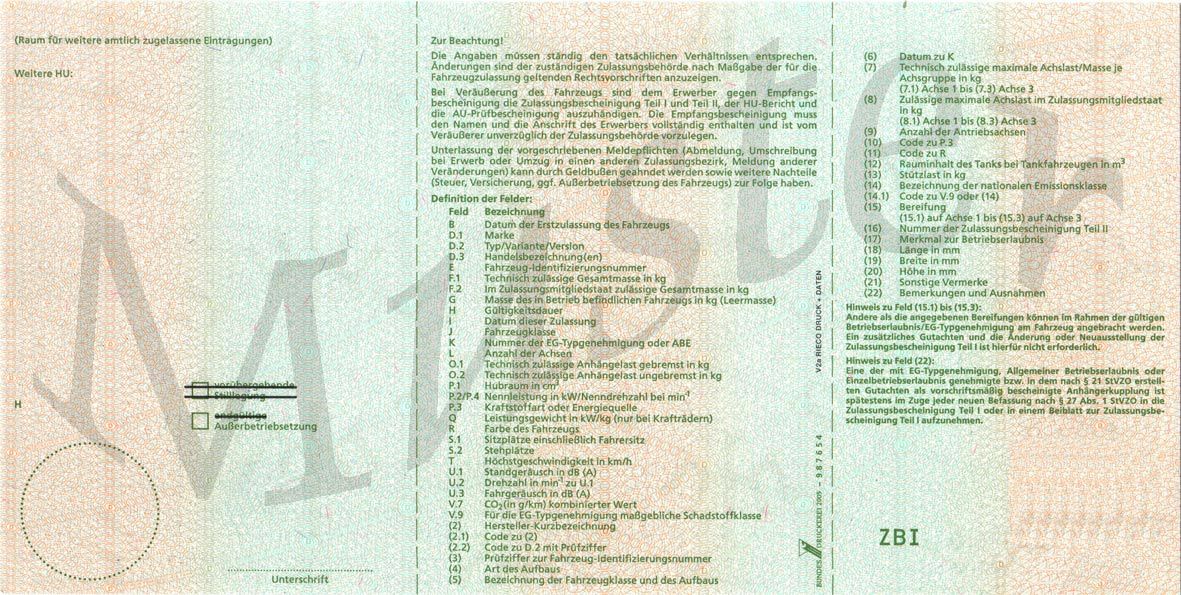 (Raum für weitere amtlich zugelassene Eintragungen)
Weitere HU:
vorübergehende
Stilllegung
endgültige
Außerbetriebsetzung
H
Unterschrift
Zur Beachtung!
Die Angaben müssen ständig den tatsächlichen Verhältnissen entsprechen.
Änderungen sind der zuständigen Zulassungsbehörde nach Maßgabe der für die
Fahrzeugzulassung geltenden Rechtsvorschriften anzuzeigen.
Bei Veräußerung des Fahrzeugs sind dem Erwerber gegen Empfangs-
bescheinigung die Zulassungsbescheinigung Teil I und Teil II, der HU-Bericht und
die AU-Prüfbescheinigung auszuhändigen. Die Empfangsbescheinigung muss
den Namen und die Anschrift des Erwerbers vollständig enthalten und ist vom
Veräußerer unverzüglich der Zulassungsbehörde vorzulegen.
Unterlassung der vorgeschriebenen Meldepflichten (Abmeldung, Umschreibung
bei Erwerb oder Umzug in einen anderen Zulassungsbezirk, Meldung anderer
Veränderungen) kann durch Geldbußen geahndet werden sowie weitere Nachteile
(Steuer, Versicherung, ggf. Außerbetriebsetzung des Fahrzeugs) zur Folge haben.
Definition der Felder:
Feld Bezeichnung
B Datum der Erstzulassung des Fahrzeugs
D.1 Marke
D.2 Typ/Variante/Version
D.3 Handelsbezeichnung(en)
E Fahrzeug-Identifizierungsnummer
F.1 Technisch zulässige Gesamtmasse in kg
F.2 Im Zulassungsmitgliedstaat zulässige Gesamtmasse in kg
G Masse des in Betrieb befindlichen Fahrzeugs in kg (Leermasse)
H Gültigkeitsdauer
I Datum dieser Zulassung
J Fahrzeugklasse
K Nummer der EG-Typgenehmigung oder ABE
L Anzahl der Achsen
O.1 Technisch zulässige Anhängelast gebremst in kg
O.2 Technisch zulässige Anhängelast ungebremst in kg
P.1 Hubraum in cm³
P.2/P.4 Nennleistung in kW/Nenndrehzahl bei min⁻¹
P.3 Kraftstoffart oder Energiequelle
Q Leistungsgewicht in kW/kg (nur bei Krafträdern)
R Farbe des Fahrzeugs
S.1 Sitzplätze einschließlich Fahrersitz
S.2 Stehplätze
T Höchstgeschwindigkeit in km/h
U.1 Standgeräusch in dB (A)
U.2 Drehzahl in min⁻¹ zu U.1
U.3 Fahrgeräusch in dB (A)
V.7 CO₂ (in g/km) kombinierter Wert
V.9 Für die EG-Typgenehmigung maßgebliche Schadstoffklasse
(2) Hersteller-Kurzbezeichnung
(2.1) Code zu (2)
(2.2) Code zu D.2 mit Prüfziffer
(3) Prüfziffer zur Fahrzeug-Identifizierungsnummer
(4) Art des Aufbaus
(5) Bezeichnung der Fahrzeugklasse und des Aufbaus
V2a RIECO DRUCK + DATEN
BUNDESDRUCKEREI 2005 – 987654
(6) Datum zu K
(7) Technisch zulässige maximale Achslast/Masse je
Achsgruppe in kg
(7.1) Achse 1 bis (7.3) Achse 3
(8) Zulässige maximale Achslast im Zulassungsmitgliedstaat
in kg
(8.1) Achse 1 bis (8.3) Achse 3
(9) Anzahl der Antriebsachsen
(10) Code zu P.3
(11) Code zu R
(12) Rauminhalt des Tanks bei Tankfahrzeugen in m³
(13) Stützlast in kg
(14) Bezeichnung der nationalen Emissionsklasse
(14.1) Code zu V.9 oder (14)
(15) Bereifung
(15.1) auf Achse 1 bis (15.3) auf Achse 3
(16) Nummer der Zulassungsbescheinigung Teil II
(17) Merkmal zur Betriebserlaubnis
(18) Länge in mm
(19) Breite in mm
(20) Höhe in mm
(21) Sonstige Vermerke
(22) Bemerkungen und Ausnahmen
Hinweis zu Feld (15.1) bis (15.3):
Andere als die angegebenen Bereifungen können im Rahmen der gültigen
Betriebserlaubnis/EG-Typgenehmigung am Fahrzeug angebracht werden.
Ein zusätzliches Gutachten und die Änderung oder Neuausstellung der
Zulassungsbescheinigung Teil I ist hierfür nicht erforderlich.
Hinweis zu Feld (22):
Eine der mit EG-Typgenehmigung, Allgemeiner Betriebserlaubnis oder
Einzelbetriebserlaubnis genehmigte bzw. in dem nach § 21 StVZO erstell-
ten Gutachten als vorschriftsmäßig bescheinigte Anhängerkupplung ist
spätestens im Zuge jeder neuen Befassung nach § 27 Abs. 1 StVZO in die
Zulassungsbescheinigung Teil I oder in einem Beiblatt zur Zulassungsbe-
scheinigung Teil I aufzunehmen.
ZBI
Muster